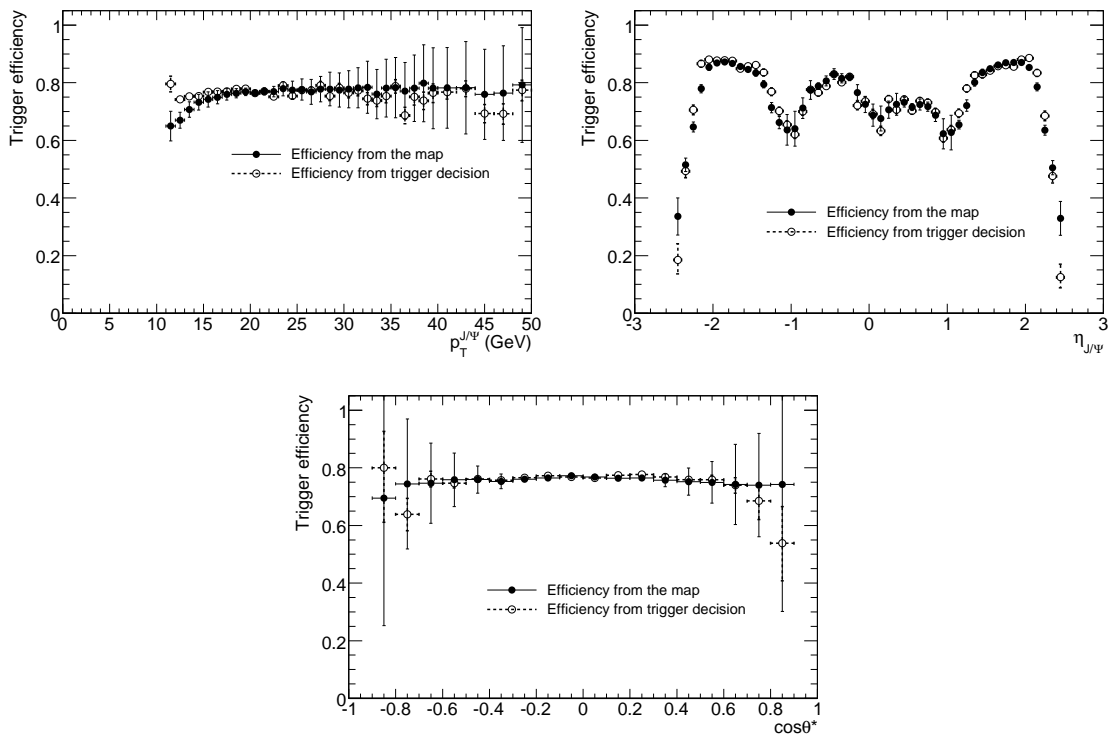 Trigger efficiency
1
0.8
0.6
0.4
0.2
0
Efficiency from the map
Efficiency from trigger decision
0 5 10 15 20 25 30 35 40 45 50
p_T^{J/Ψ} (GeV)
Trigger efficiency
1
0.8
0.6
0.4
0.2
0
Efficiency from the map
Efficiency from trigger decision
-3 -2 -1 0 1 2 3
η_{J/Ψ}
Trigger efficiency
1
0.8
0.6
0.4
0.2
0
Efficiency from the map
Efficiency from trigger decision
-1 -0.8 -0.6 -0.4 -0.2 0 0.2 0.4 0.6 0.8 1
cosθ*